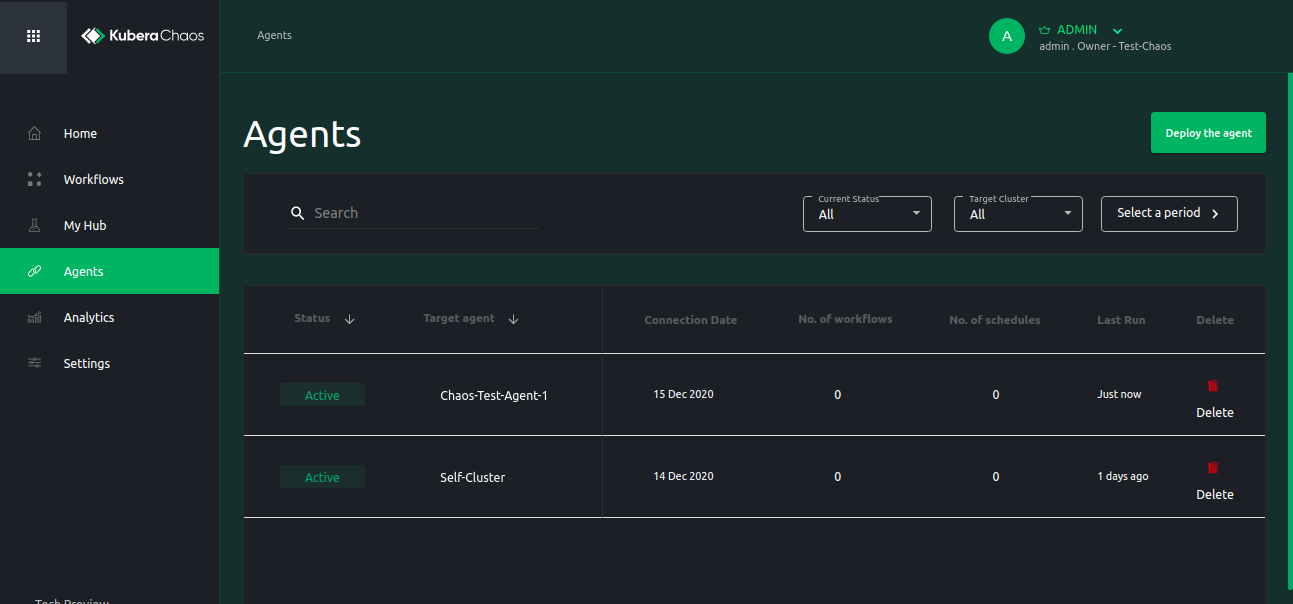 KuberaChaos
Agents
A
ADMIN
admin . Owner - Test-Chaos
Home
Workflows
My Hub
Agents
Analytics
Settings
Tech Preview
Agents
Deploy the agent
Search
Current Status
All
Target Cluster
All
Select a period
Status Target agent Connection Date No. of workflows No. of schedules Last Run Delete
Active Chaos-Test-Agent-1 15 Dec 2020 0 0 Just now Delete
Active Self-Cluster 14 Dec 2020 0 0 1 days ago Delete